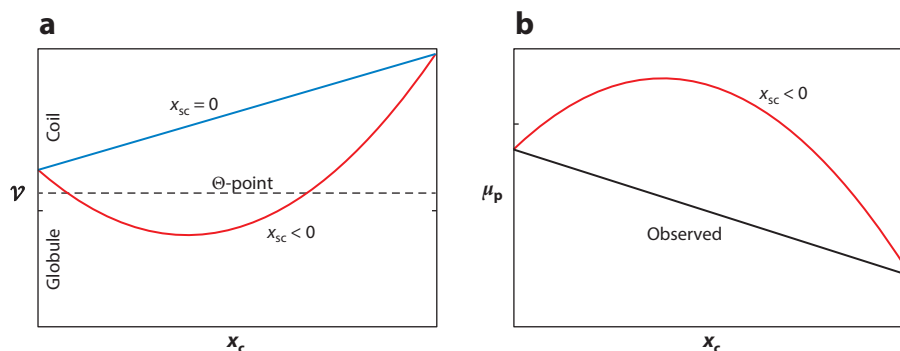 a
Coil
Globule
𝒱
x_sc = 0
Θ-point
x_sc < 0
x_c
b
μ_p
x_sc < 0
Observed
x_c